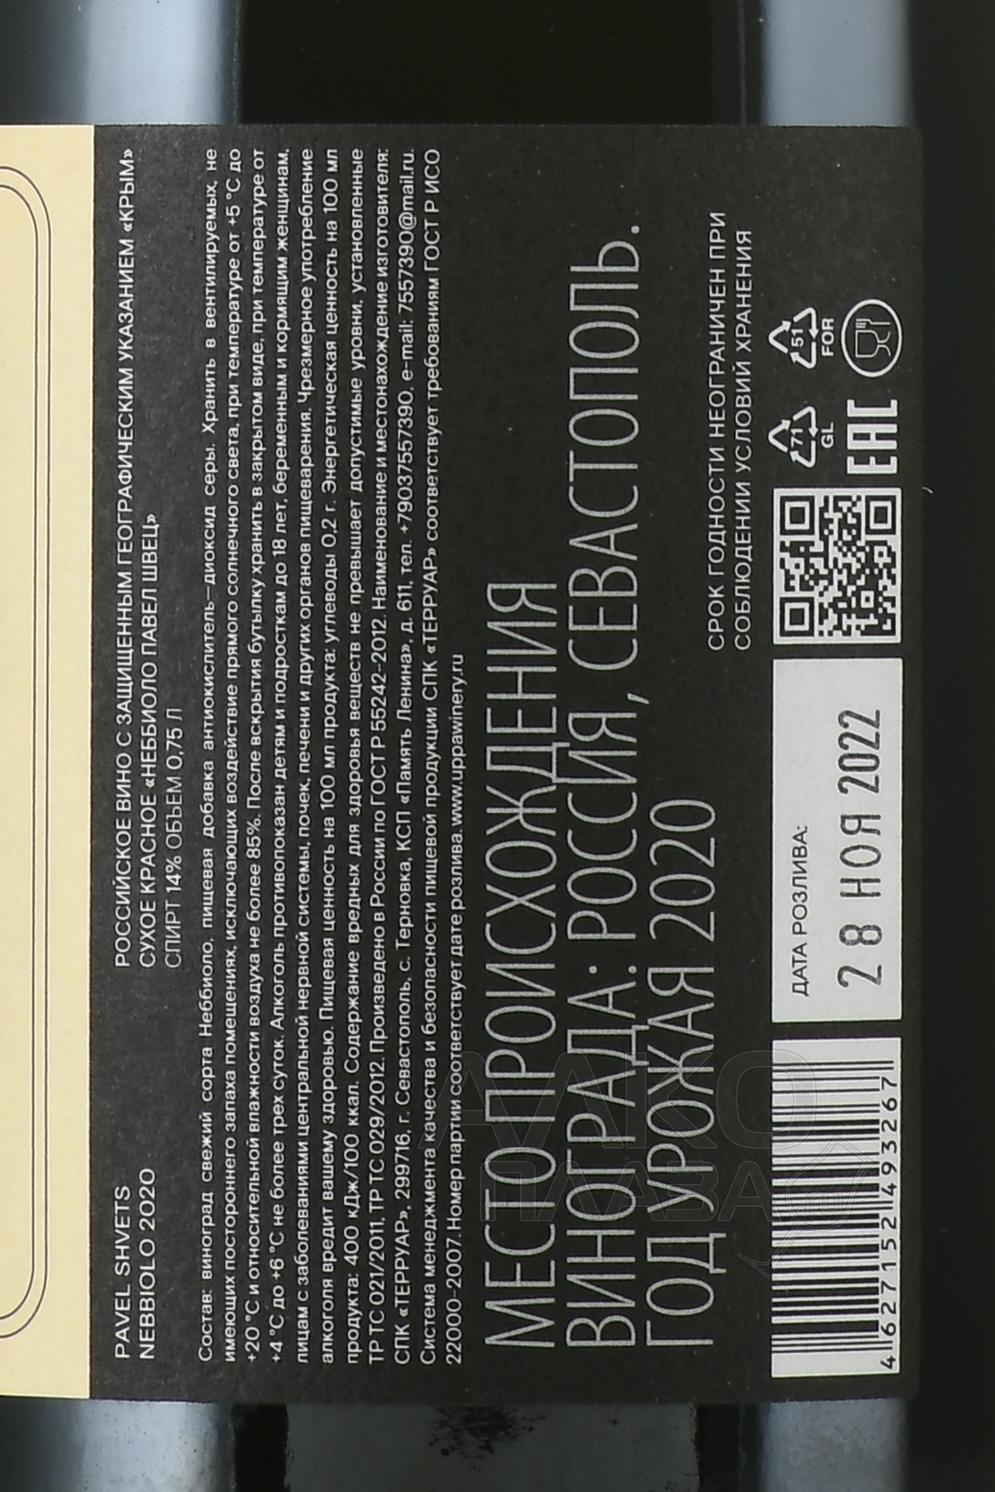 PAVEL SHVETS
NEBBIOLO 2020
РОССИЙСКОЕ ВИНО С ЗАЩИЩЕННЫМ ГЕОГРАФИЧЕСКИМ УКАЗАНИЕМ «КРЫМ»
СУХОЕ КРАСНОЕ «НЕББИОЛО ПАВЕЛ ШВЕЦ»
СПИРТ 14% ОБЪЕМ 0,75 Л
Состав: виноград свежий сорта Неббиоло, пищевая добавка антиокислитель–диоксид серы. Хранить в вентилируемых, не
имеющих постороннего запаха помещениях, исключающих воздействие прямого солнечного света, при температуре от +5 °С до
+20 °С и относительной влажности воздуха не более 85%. После вскрытия бутылку хранить в закрытом виде, при температуре от
+4 °С до +6 °С не более трех суток. Алкоголь противопоказан детям и подросткам до 18 лет, беременным и кормящим женщинам,
лицам с заболеваниями центральной нервной системы, почек, печени и других органов пищеварения. Чрезмерное употребление
алкоголя вредит вашему здоровью. Пищевая ценность на 100 мл продукта: углеводы 0,2 г. Энергетическая ценность на 100 мл
продукта: 400 кДж/100 ккал. Содержание вредных для здоровья веществ не превышает допустимые уровни, установленные
ТР ТС 021/2011, ТР ТС 029/2012. Произведено в России по ГОСТ Р 55242-2012. Наименование и местонахождение изготовителя:
СПК «ТЕРРУАР», 299716, г. Севастополь, с. Терновка, КСП «Память Ленина», д. 611, тел. +79037557390, e-mail: 7557390@mail.ru.
Система менеджмента качества и безопасности пищевой продукции СПК «ТЕРРУАР» соответствует требованиям ГОСТ Р ИСО
22000-2007. Номер партии соответствует дате розлива. www.uppawinery.ru
МЕСТО ПРОИСХОЖДЕНИЯ
ВИНОГРАДА: РОССИЯ, СЕВАСТОПОЛЬ.
ГОД УРОЖАЯ 2020
СРОК ГОДНОСТИ НЕОГРАНИЧЕН ПРИ
СОБЛЮДЕНИИ УСЛОВИЙ ХРАНЕНИЯ
4 627152 493267
ДАТА РОЗЛИВА:
28 НОЯ 2022
71
GL
51
FOR
EAC
АЛКО
ПЛАЗА